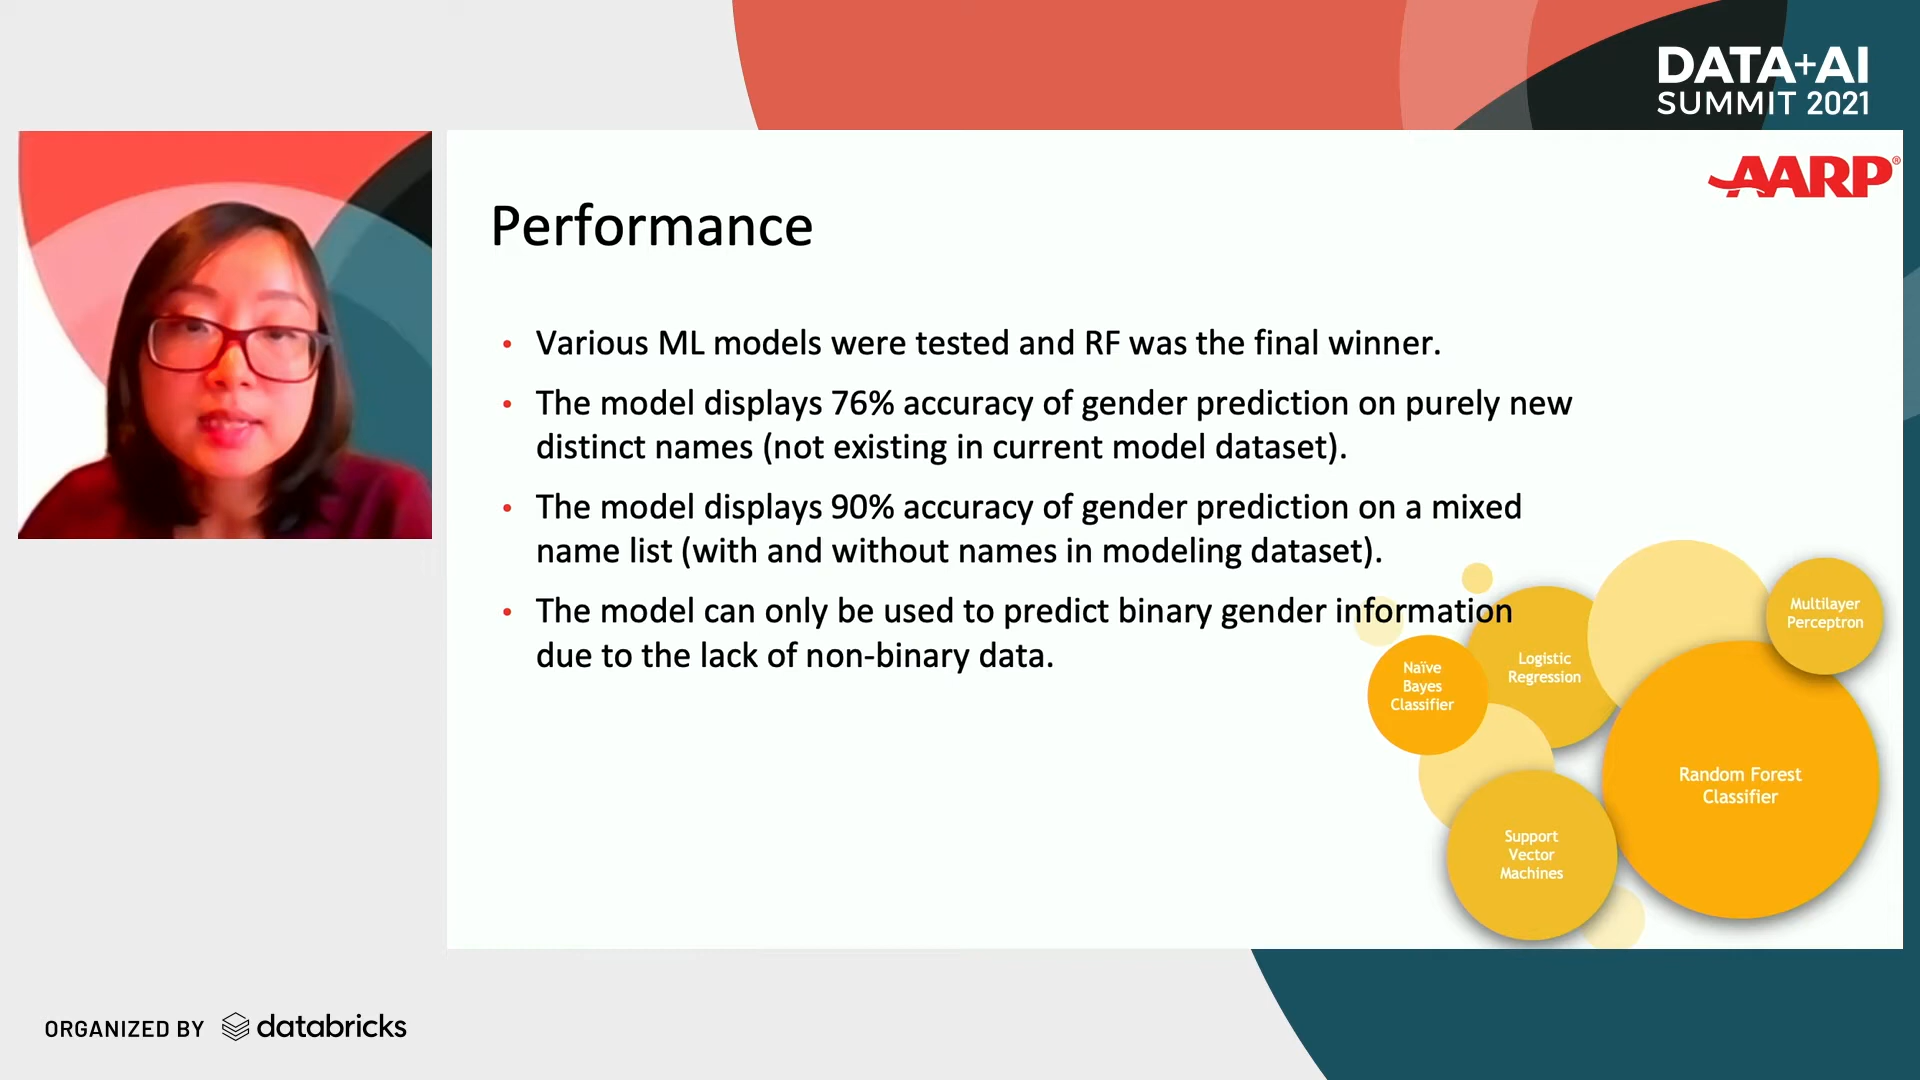 DATA+AI
SUMMIT 2021
AARP®
Performance
• Various ML models were tested and RF was the final winner.
• The model displays 76% accuracy of gender prediction on purely new
distinct names (not existing in current model dataset).
• The model displays 90% accuracy of gender prediction on a mixed
name list (with and without names in modeling dataset).
• The model can only be used to predict binary gender information
due to the lack of non-binary data.
Multilayer
Perceptron
Logistic
Regression
Naïve
Bayes
Classifier
Random Forest
Classifier
Support
Vector
Machines
ORGANIZED BY databricks